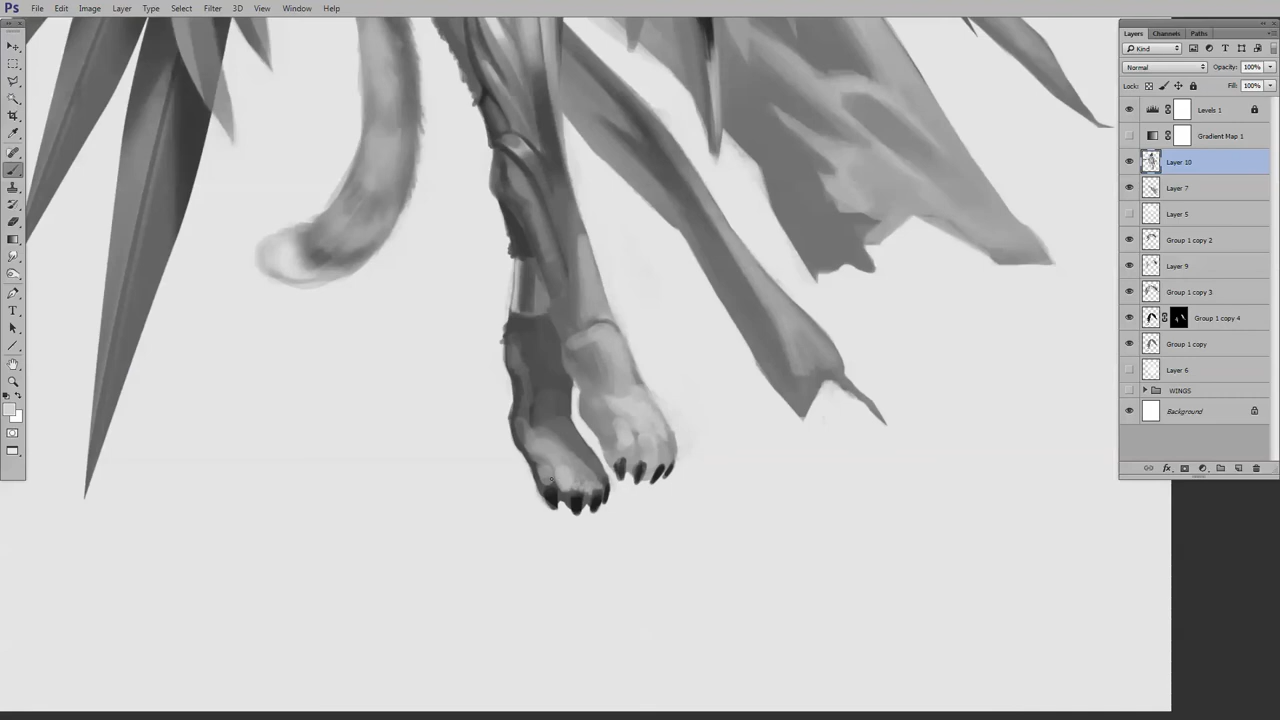 Ps File Edit Image Layer Type Select Filter 3D View Window Help
Layers Channels Paths
Kind
Normal Opacity: 100%
Lock: Fill: 100%
Levels 1
Gradient Map 1
Layer 10
Layer 7
Layer 5
Group 1 copy 2
Layer 9
Group 1 copy 3
Group 1 copy 4
Group 1 copy
Layer 6
WINGS
Background